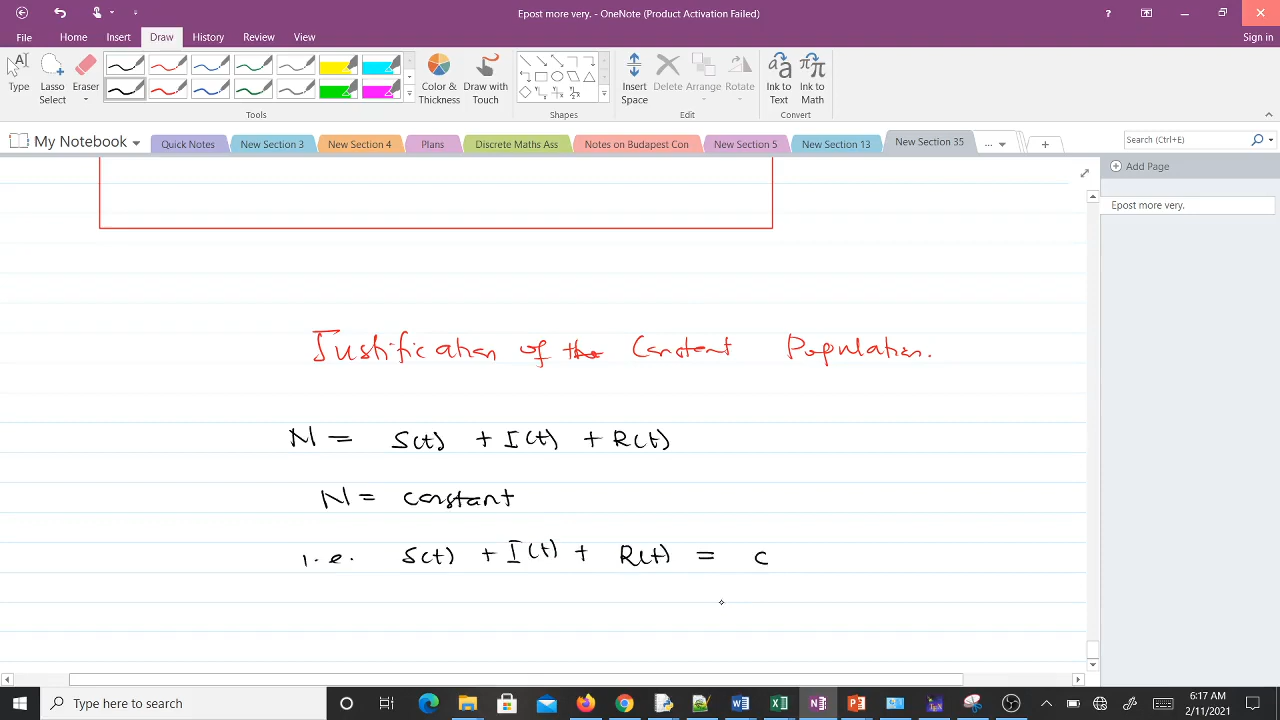 Epost more very. - OneNote (Product Activation Failed)
Sign in
File Home Insert Draw History Review View
Type
Lasso Select
Eraser
Color & Thickness
Draw with Touch
Insert Space
Delete
Arrange
Rotate
Ink to Text
Ink to Math
Tools
Shapes
Edit
Convert
My Notebook
Quick Notes
New Section 3
New Section 4
Plans
Discrete Maths Ass
Notes on Budapest Con
New Section 5
New Section 13
New Section 35
Search (Ctrl+E)
Add Page
Epost more very.
Justification of the Constant Population.
N = S(t) + I(t) + R(t)
N = constant
i.e. S(t) + I(t) + R(t) = c
Type here to search
6:17 AM
2/11/2021